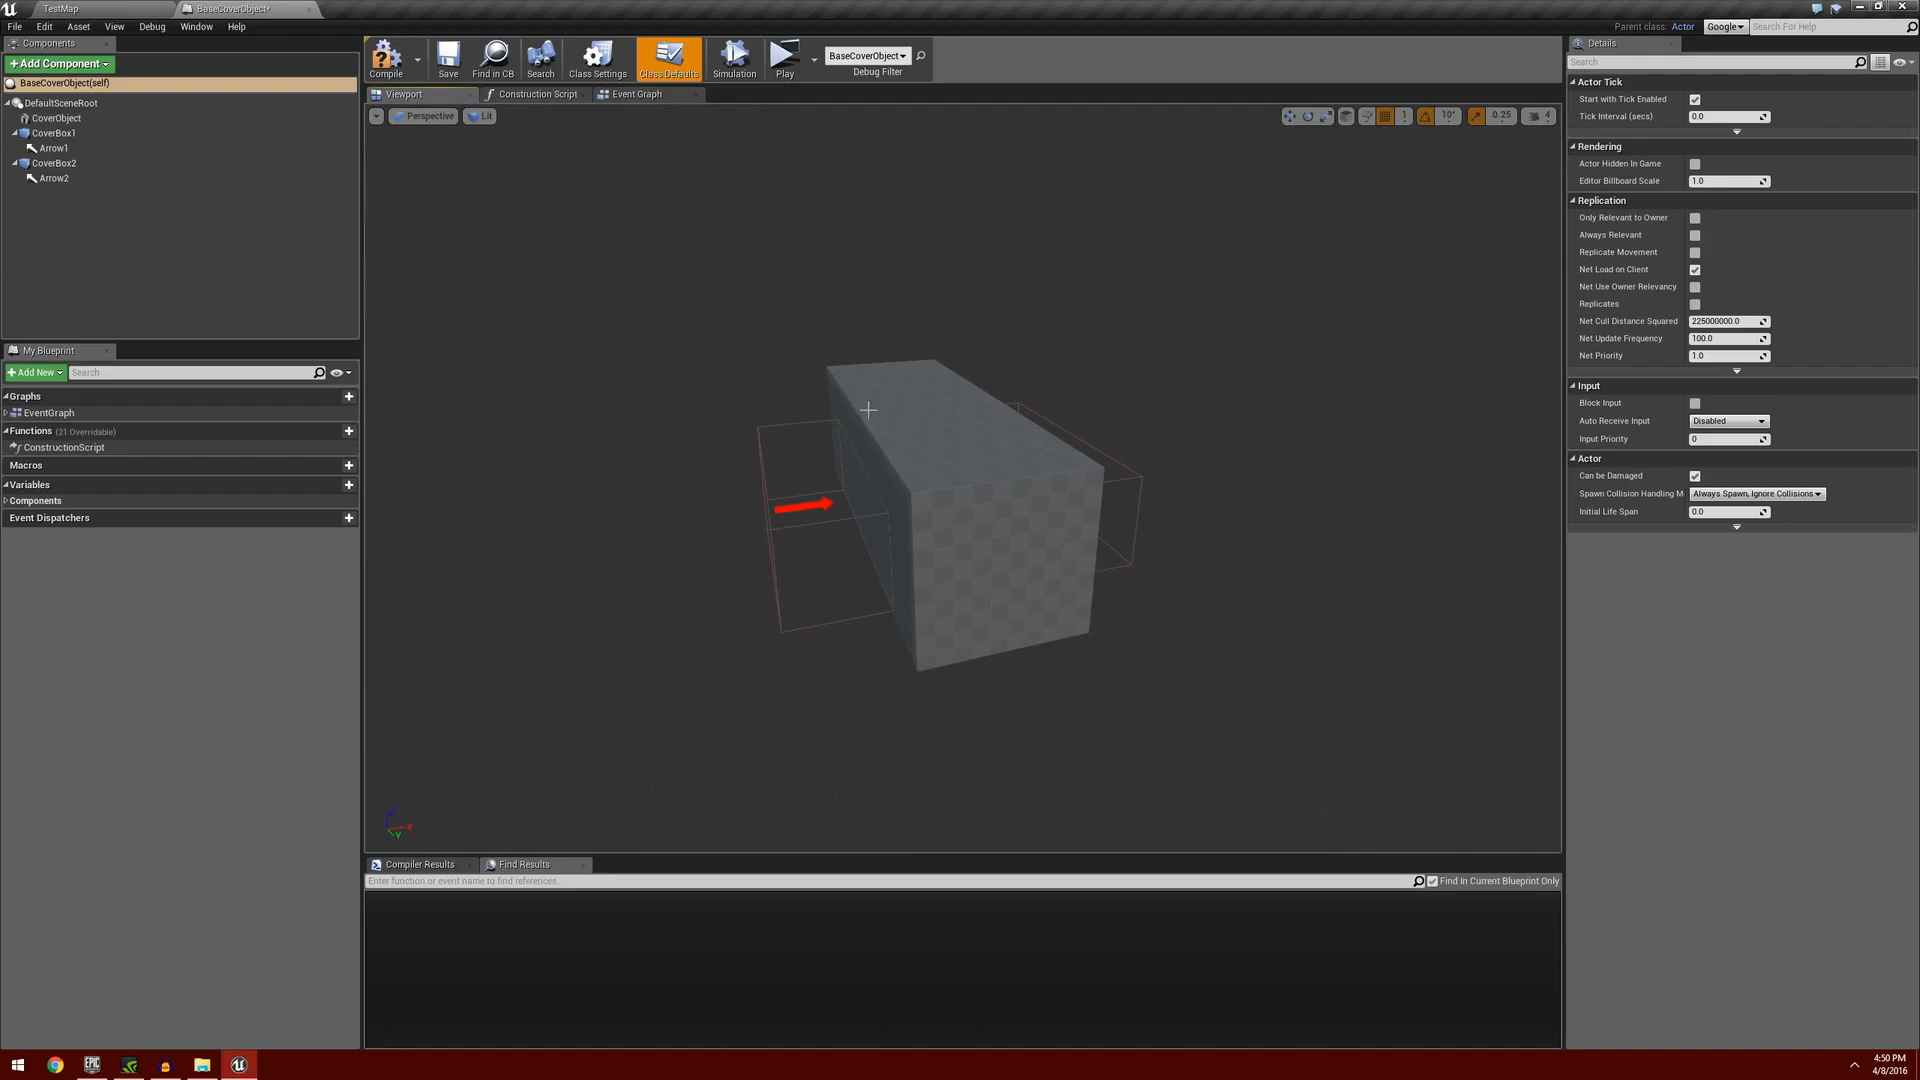 TestMap
BaseCoverObject*
File Edit Asset View Debug Window Help
Parent class: Actor Google Search For Help
Components
+Add Component
BaseCoverObject(self)
DefaultSceneRoot
CoverObject
CoverBox1
Arrow1
CoverBox2
Arrow2
My Blueprint
+Add New Search
Graphs
EventGraph
Functions (21 Overridable)
ConstructionScript
Macros
Variables
Components
Event Dispatchers
Compile Save Find in CB Search Class Settings Class Defaults Simulation Play
BaseCoverObject
Debug Filter
Viewport Construction Script Event Graph
Perspective Lit
1 10° 0.25 4
X
Y
Compiler Results Find Results
Enter function or event name to find references...
Find In Current Blueprint Only
Details
Search
Actor Tick
Start with Tick Enabled
Tick Interval (secs) 0.0
Rendering
Actor Hidden In Game
Editor Billboard Scale 1.0
Replication
Only Relevant to Owner
Always Relevant
Replicate Movement
Net Load on Client
Net Use Owner Relevancy
Replicates
Net Cull Distance Squared 225000000.0
Net Update Frequency 100.0
Net Priority 1.0
Input
Block Input
Auto Receive Input Disabled
Input Priority 0
Actor
Can be Damaged
Spawn Collision Handling M Always Spawn, Ignore Collisions
Initial Life Span 0.0
EPIC
4:50 PM
4/8/2016